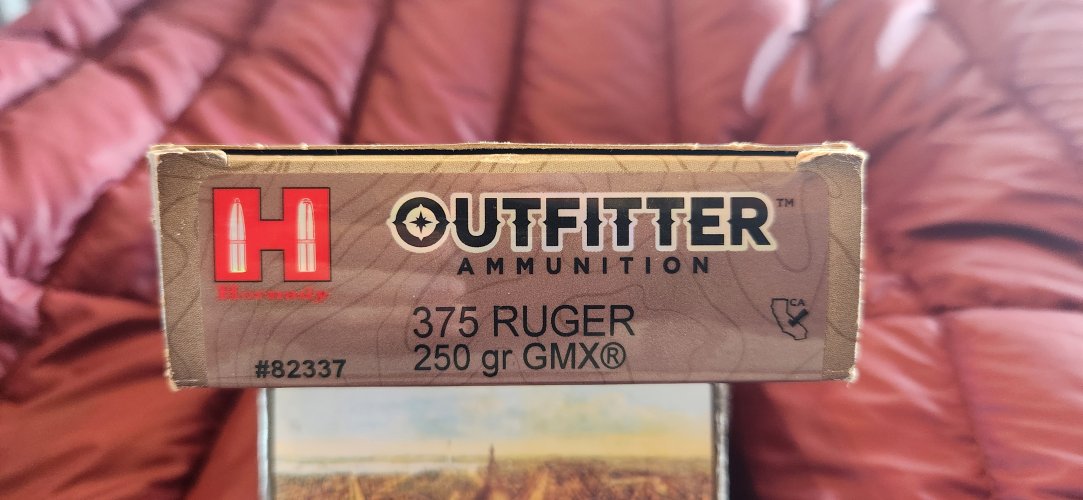 OUTFITTER™
AMMUNITION
Hornady
375 RUGER
250 gr GMX®
#82337
CA